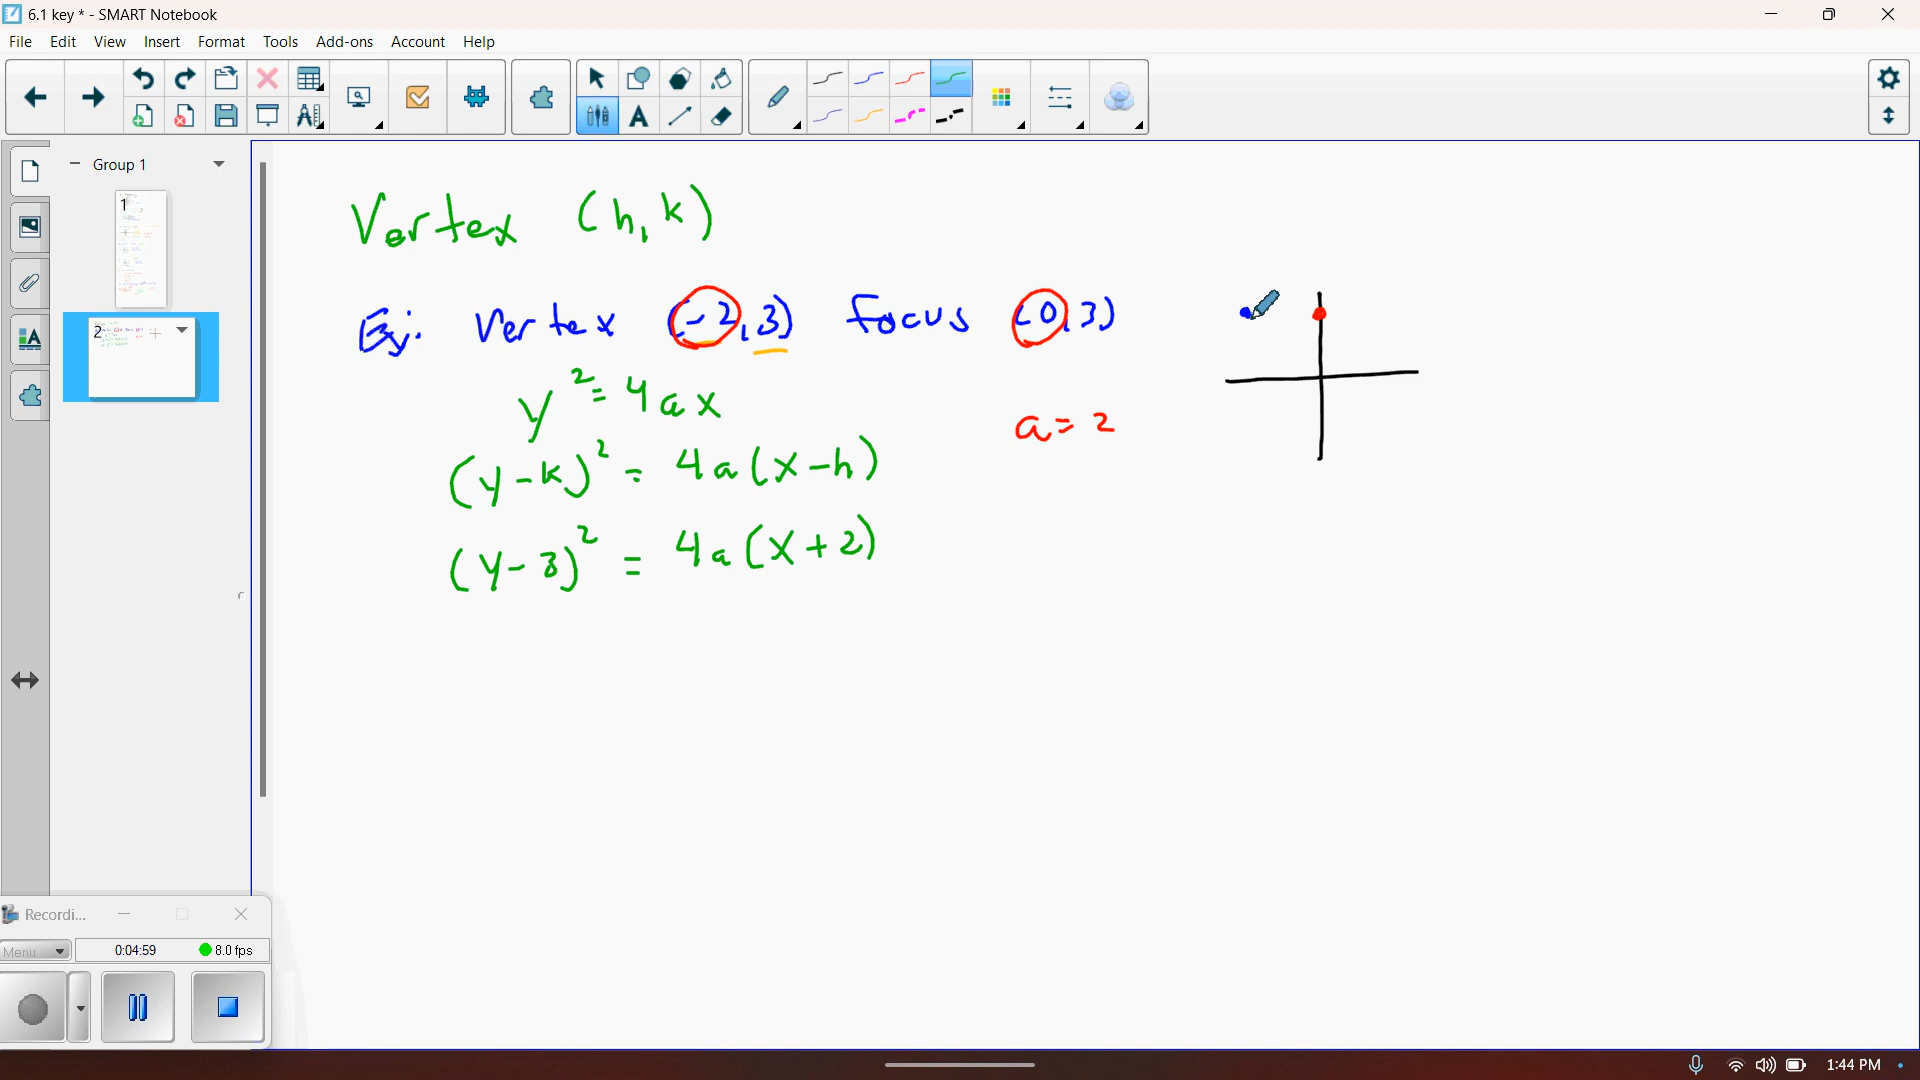 6.1 key * - SMART Notebook
File Edit View Insert Format Tools Add-ons Account Help
Group 1
1
2
Vertex (h, k)
Ex: Vertex (-2, 3) Focus (0, 3)
y² = 4ax
a = 2
(y-k)² = 4a(x-h)
(y-3)² = 4a(x+2)
Recordi...
Menu 0:04:59 8.0 fps
1:44 PM